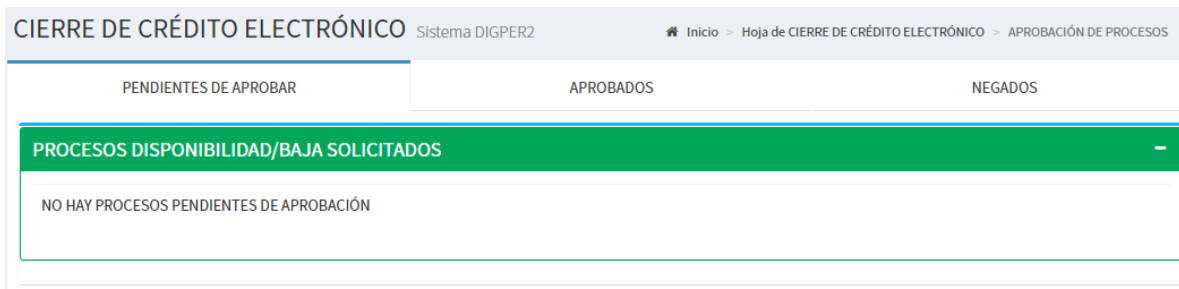 CIERRE DE CRÉDITO ELECTRÓNICO Sistema DIGPER2
Inicio > Hoja de CIERRE DE CRÉDITO ELECTRÓNICO > APROBACIÓN DE PROCESOS
PENDIENTES DE APROBAR APROBADOS NEGADOS
PROCESOS DISPONIBILIDAD/BAJA SOLICITADOS
NO HAY PROCESOS PENDIENTES DE APROBACIÓN